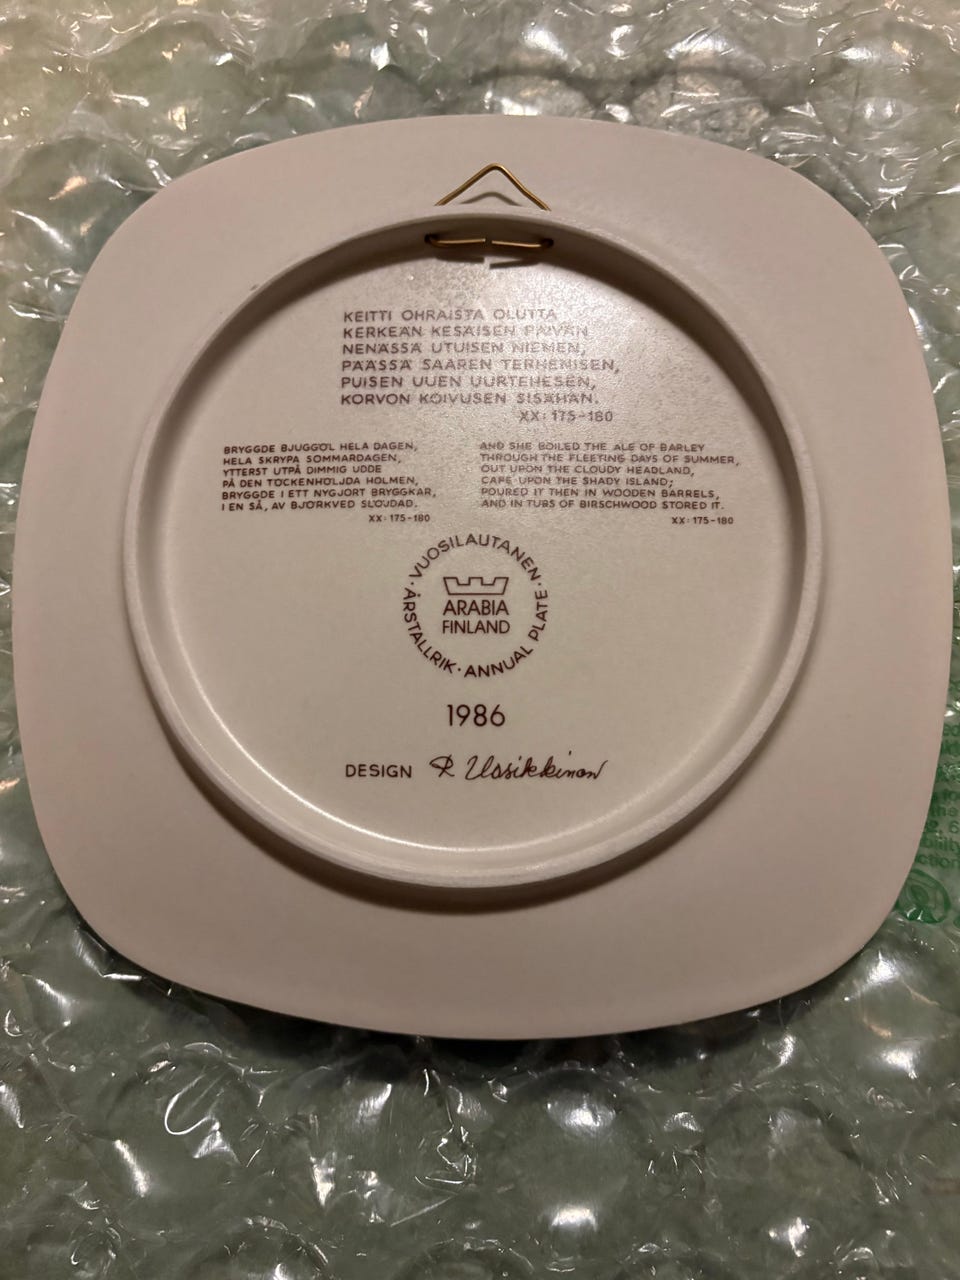 KEITTI OHRAISTA OLUTTA
KERKEÄN KESÄISEN PÄIVÄN
NENÄSSÄ UTUISEN NIEMEN,
PÄÄSSÄ SAAREN TERHENISEN,
PUISEN UUEN UURTEHESEN,
KORVON KOIVUSEN SISÄHÄN.
XX: 175-180
BRYGGDE BJUGGÖL HELA DAGEN,
HELA SKRYPA SOMMARDAGEN,
YTTERST UTPÅ DIMMIG UDDE
PÅ DEN TÖCKENHÖLJDA HOLMEN,
BRYGGDE I ETT NYGJORT BRYGGKAR,
I EN SÅ, AV BJÖRKVED SLÖJDAD.
XX: 175-180
AND SHE BOILED THE ALE OF BARLEY
THROUGH THE FLEETING DAYS OF SUMMER,
OUT UPON THE CLOUDY HEADLAND,
CAPE UPON THE SHADY ISLAND;
POURED IT THEN IN WOODEN BARRELS,
AND IN TUBS OF BIRSCHWOOD STORED IT.
XX: 175-180
· VUOSILAUTANEN ·
ARABIA
FINLAND
ÅRSTALLRIK · ANNUAL PLATE
1986
DESIGN R Uosikkinen